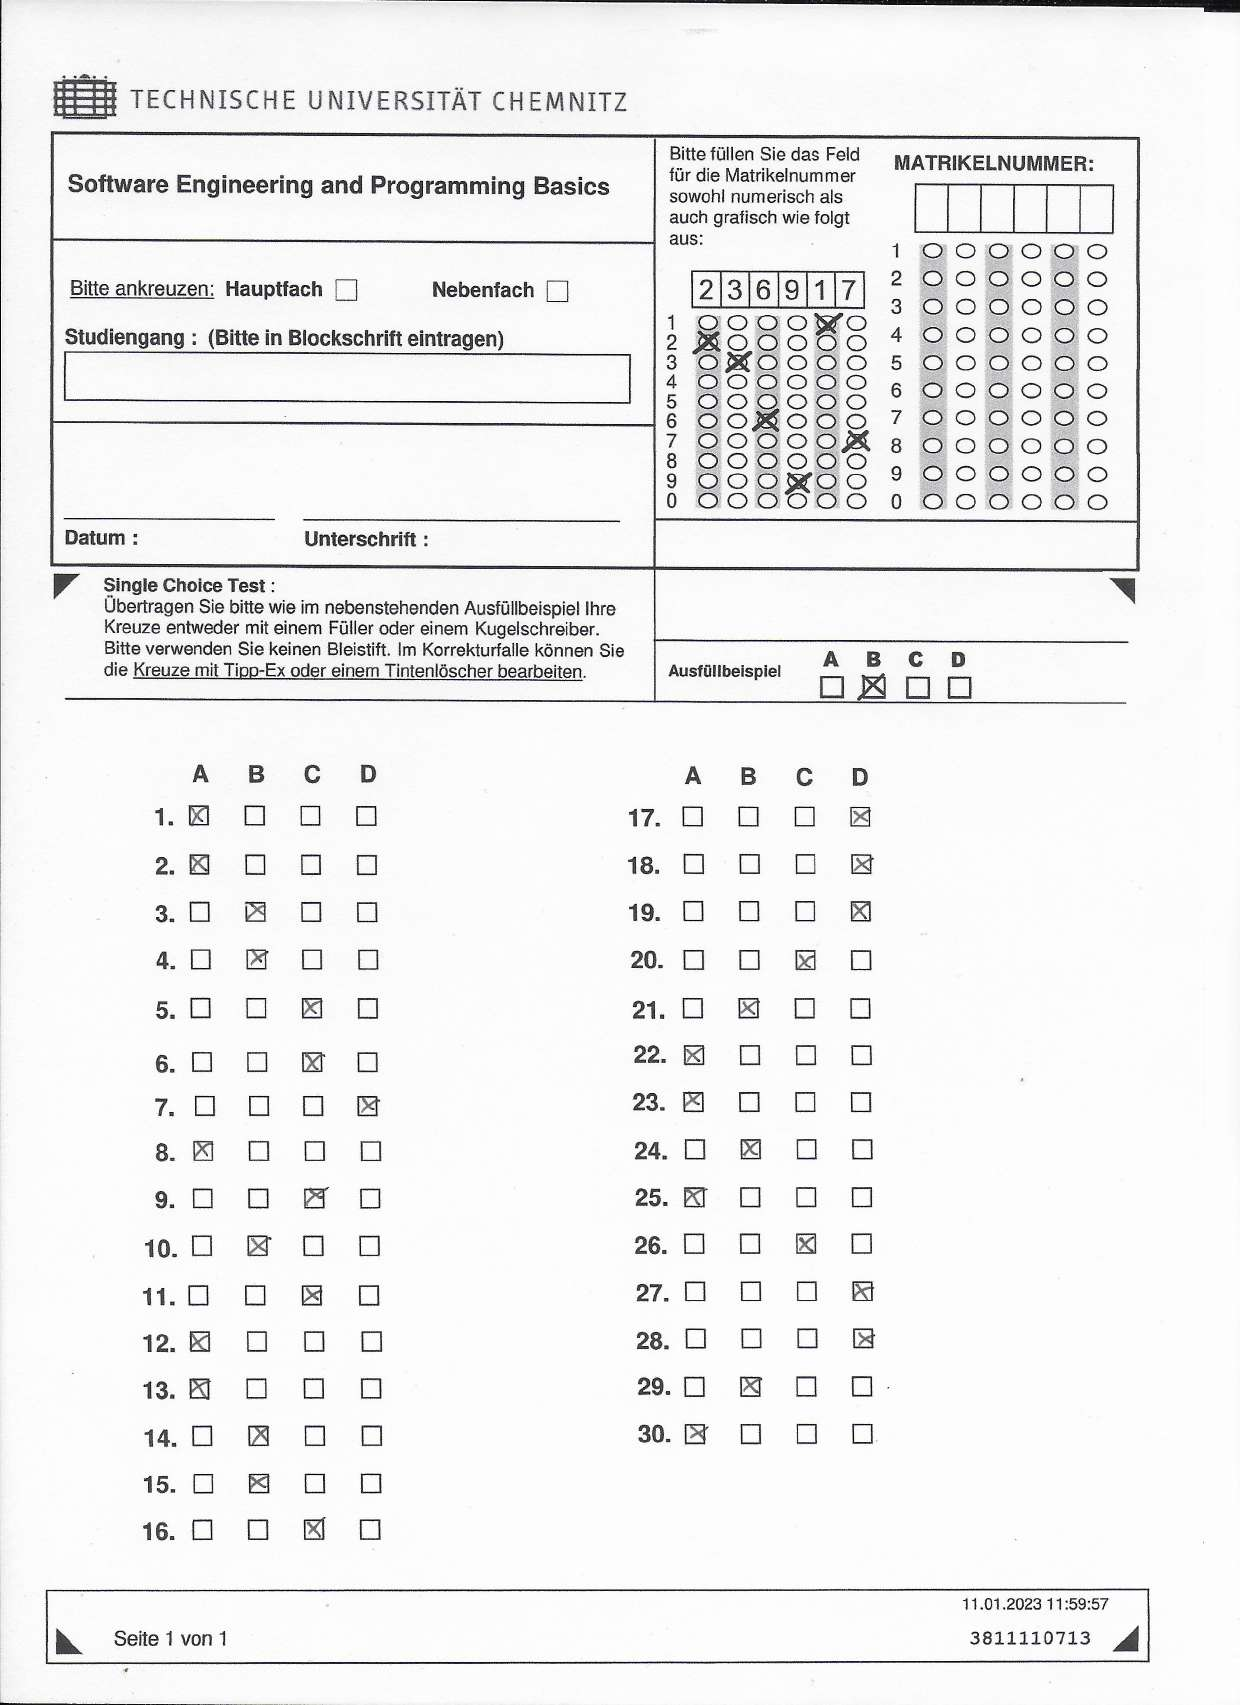 TECHNISCHE UNIVERSITÄT CHEMNITZ
Software Engineering and Programming Basics
Bitte ankreuzen: Hauptfach ☐ Nebenfach ☐
Studiengang : (Bitte in Blockschrift eintragen)
Datum : Unterschrift :
Bitte füllen Sie das Feld
für die Matrikelnummer
sowohl numerisch als
auch grafisch wie folgt
aus:
2 3 6 9 1 7
1
2
3
4
5
6
7
8
9
0
MATRIKELNUMMER:
1
2
3
4
5
6
7
8
9
0
Single Choice Test :
Übertragen Sie bitte wie im nebenstehenden Ausfüllbeispiel Ihre
Kreuze entweder mit einem Füller oder einem Kugelschreiber.
Bitte verwenden Sie keinen Bleistift. Im Korrekturfalle können Sie
die Kreuze mit Tipp-Ex oder einem Tintenlöscher bearbeiten.
A B C D
Ausfüllbeispiel ☐ ☒ ☐ ☐
A B C D
1. ☒ ☐ ☐ ☐
2. ☒ ☐ ☐ ☐
3. ☐ ☒ ☐ ☐
4. ☐ ☒ ☐ ☐
5. ☐ ☐ ☒ ☐
6. ☐ ☐ ☒ ☐
7. ☐ ☐ ☐ ☒
8. ☒ ☐ ☐ ☐
9. ☐ ☐ ☒ ☐
10. ☐ ☒ ☐ ☐
11. ☐ ☐ ☒ ☐
12. ☒ ☐ ☐ ☐
13. ☒ ☐ ☐ ☐
14. ☐ ☒ ☐ ☐
15. ☐ ☒ ☐ ☐
16. ☐ ☐ ☒ ☐
A B C D
17. ☐ ☐ ☐ ☒
18. ☐ ☐ ☐ ☒
19. ☐ ☐ ☐ ☒
20. ☐ ☐ ☒ ☐
21. ☐ ☒ ☐ ☐
22. ☒ ☐ ☐ ☐
23. ☒ ☐ ☐ ☐
24. ☐ ☒ ☐ ☐
25. ☒ ☐ ☐ ☐
26. ☐ ☐ ☒ ☐
27. ☐ ☐ ☐ ☒
28. ☐ ☐ ☐ ☒
29. ☐ ☒ ☐ ☐
30. ☒ ☐ ☐ ☐
11.01.2023 11:59:57
Seite 1 von 1 3811110713